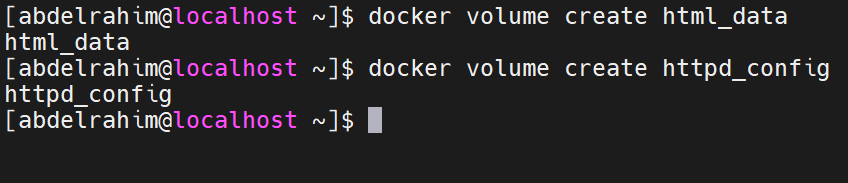 [abdelrahim@localhost ~]$ docker volume create html_data
html_data
[abdelrahim@localhost ~]$ docker volume create httpd_config
httpd_config
[abdelrahim@localhost ~]$